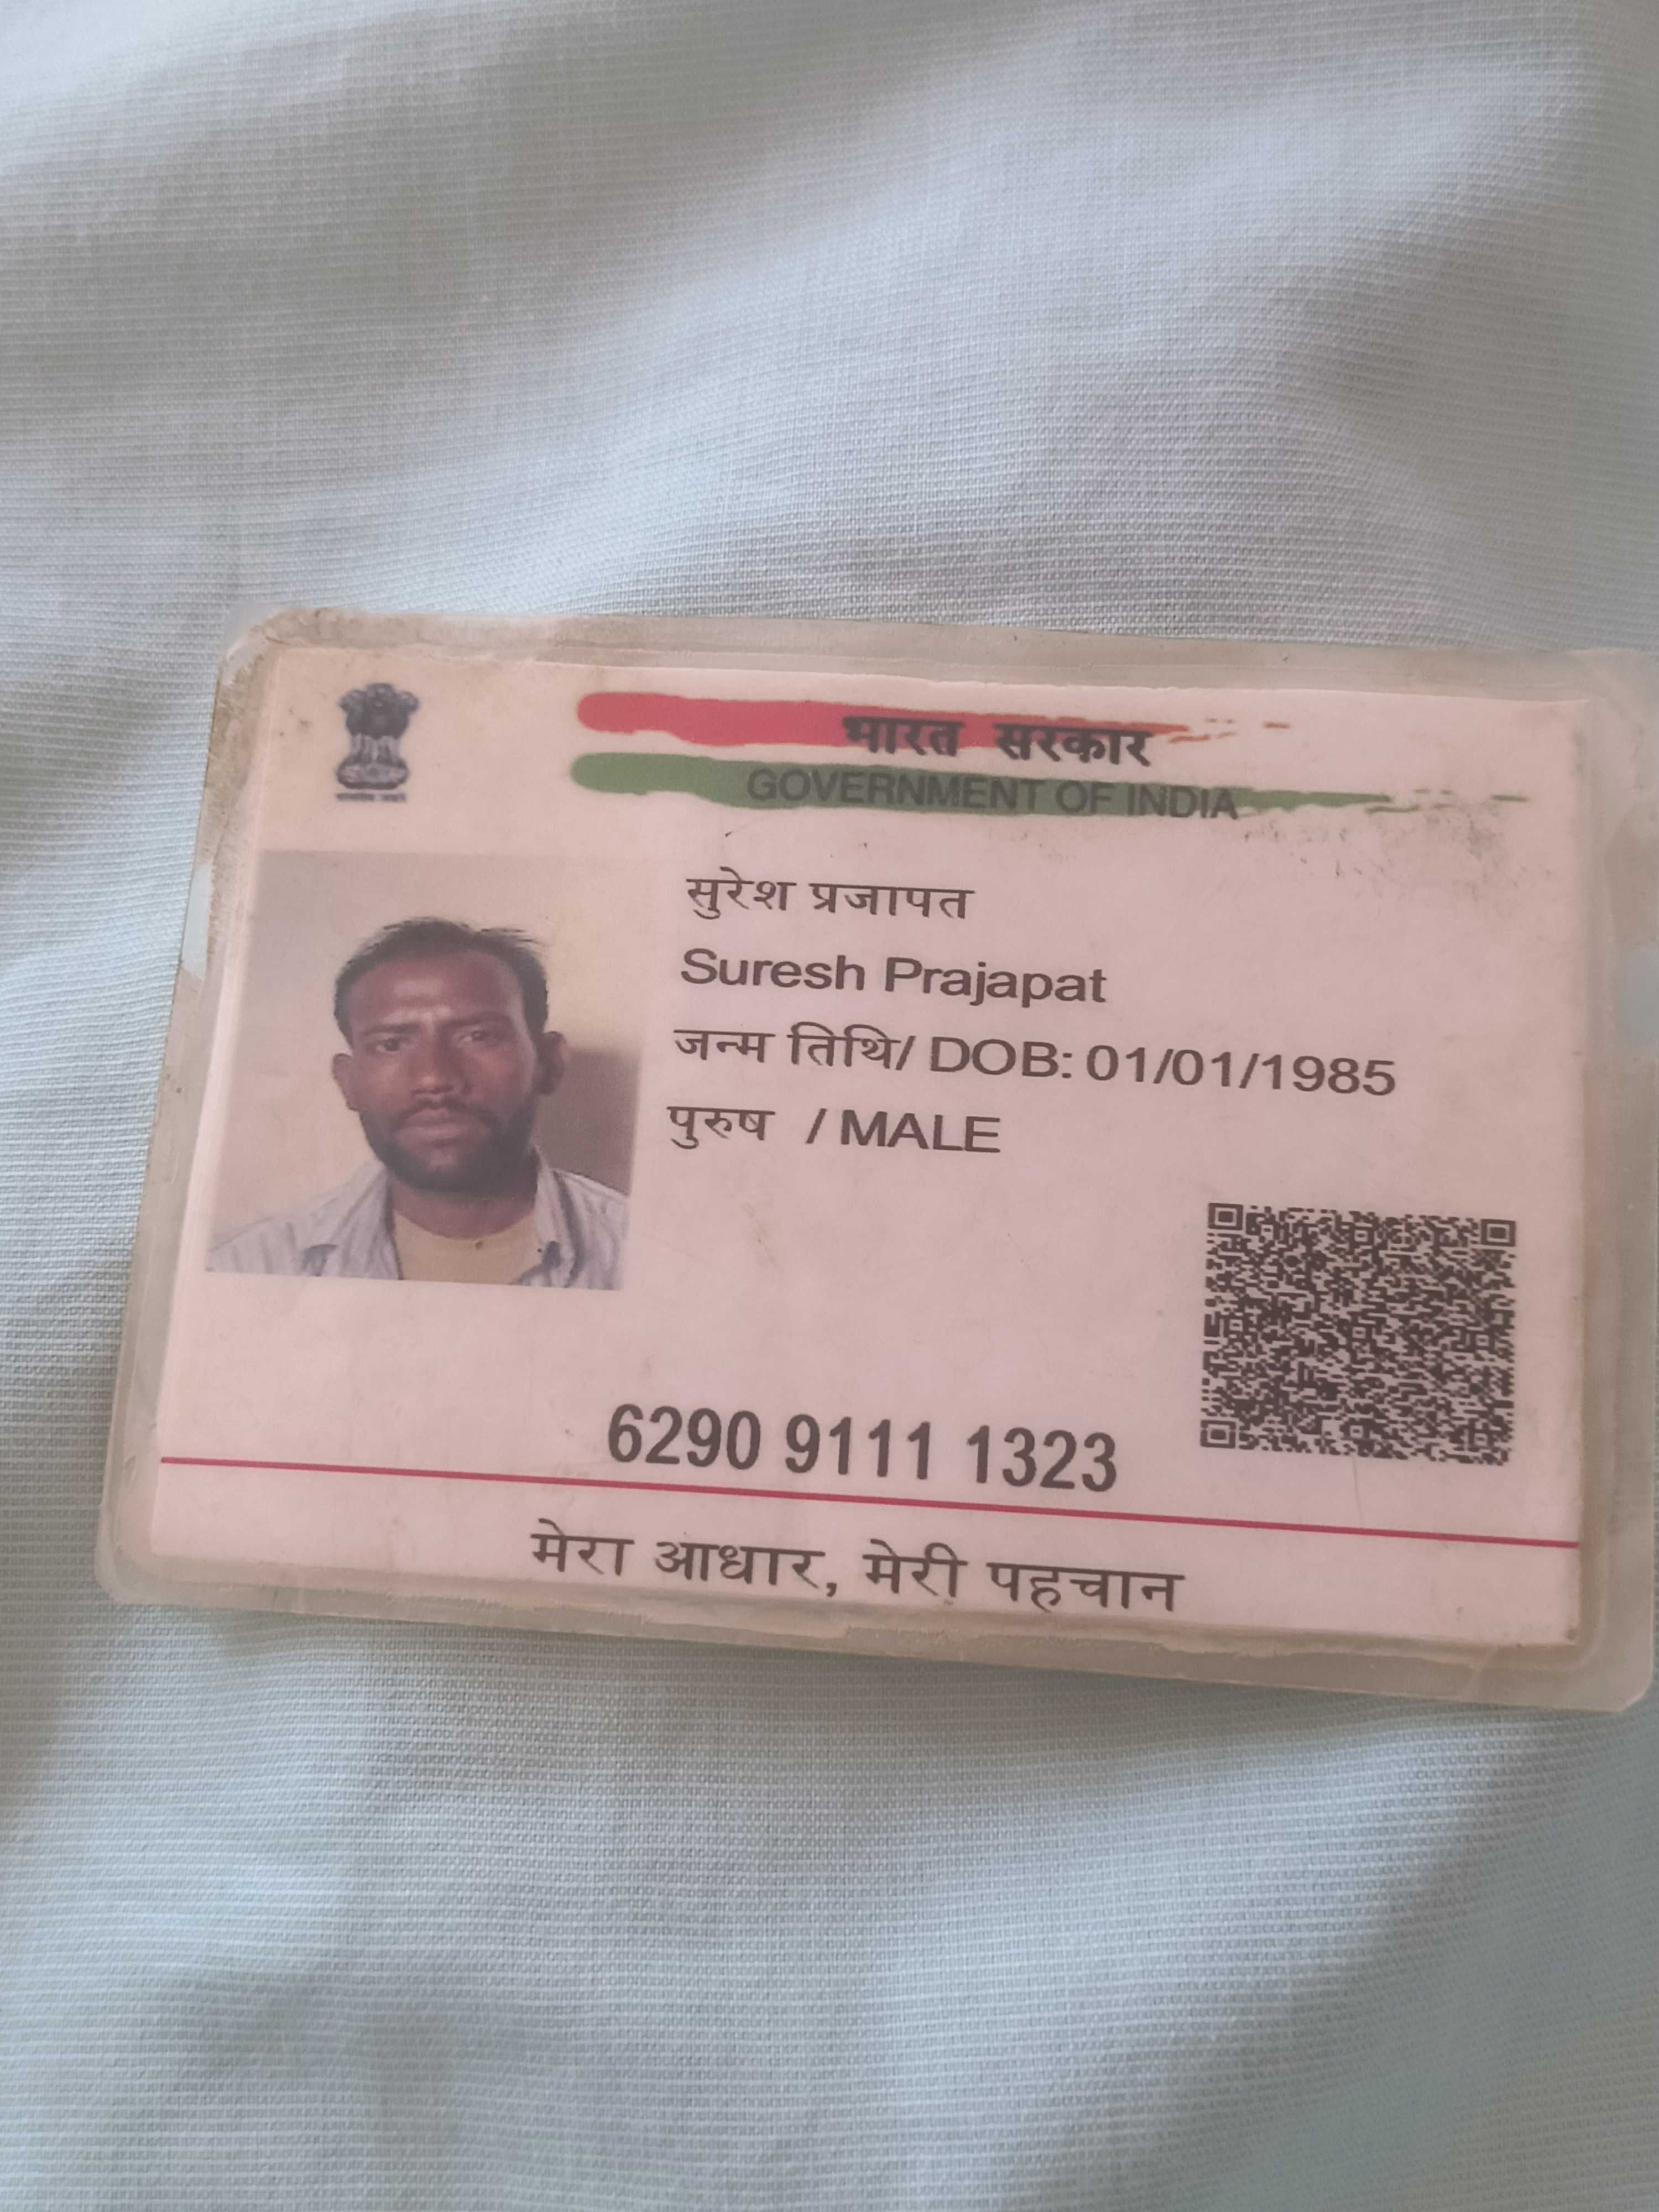 भारत सरकार
GOVERNMENT OF INDIA
सुरेश प्रजापत
Suresh Prajapat
जन्म तिथि/ DOB: 01/01/1985
पुरुष / MALE
6290 9111 1323
मेरा आधार, मेरी पहचान